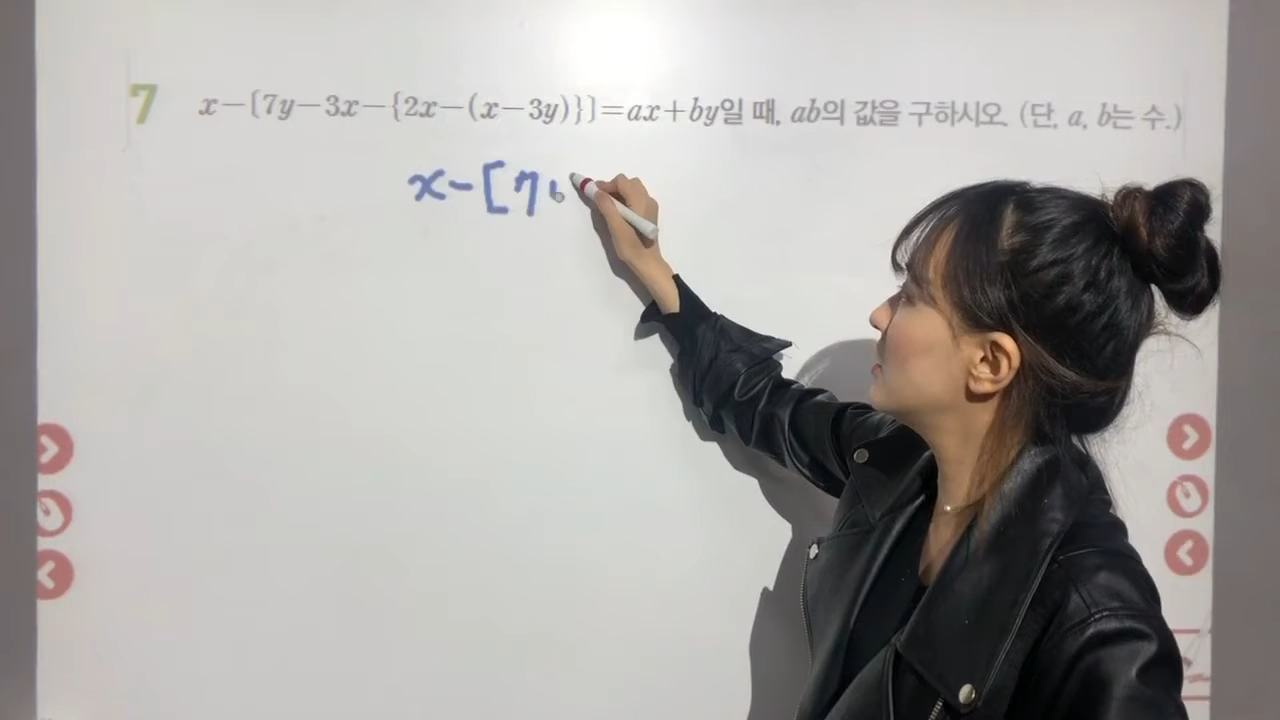 7 x-[7y-3x-{2x-(x-3y)}]=ax+by일 때, ab의 값을 구하시오. (단, a, b는 수.)
x-[7